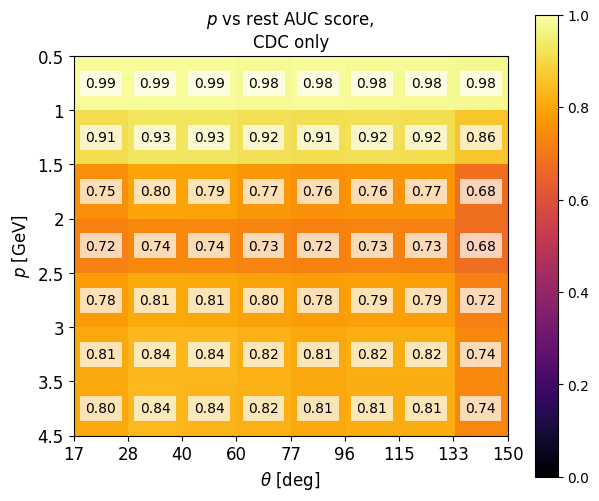 p vs rest AUC score,
CDC only
0.5
1
1.5
2
2.5
3
3.5
4.5
p [GeV]
0.99 0.99 0.99 0.98 0.98 0.98 0.98 0.98
0.91 0.93 0.93 0.92 0.91 0.92 0.92 0.86
0.75 0.80 0.79 0.77 0.76 0.76 0.77 0.68
0.72 0.74 0.74 0.73 0.72 0.73 0.73 0.68
0.78 0.81 0.81 0.80 0.78 0.79 0.79 0.72
0.81 0.84 0.84 0.82 0.81 0.82 0.82 0.74
0.80 0.84 0.84 0.82 0.81 0.81 0.81 0.74
17 28 40 60 77 96 115 133 150
θ [deg]
1.0
0.8
0.6
0.4
0.2
0.0